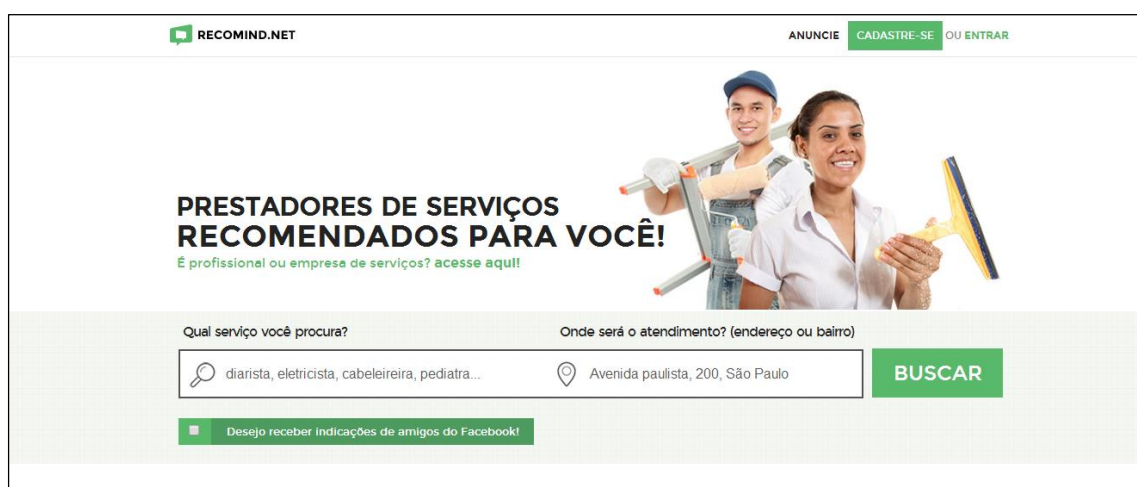 RECOMIND.NET
ANUNCIE CADASTRE-SE OU ENTRAR
PRESTADORES DE SERVIÇOS
RECOMENDADOS PARA VOCÊ!
É profissional ou empresa de serviços? acesse aqui!
Qual serviço você procura?
Onde será o atendimento? (endereço ou bairro)
diarista, eletricista, cabeleireira, pediatra...
Avenida paulista, 200, São Paulo
BUSCAR
Desejo receber indicações de amigos do Facebook!